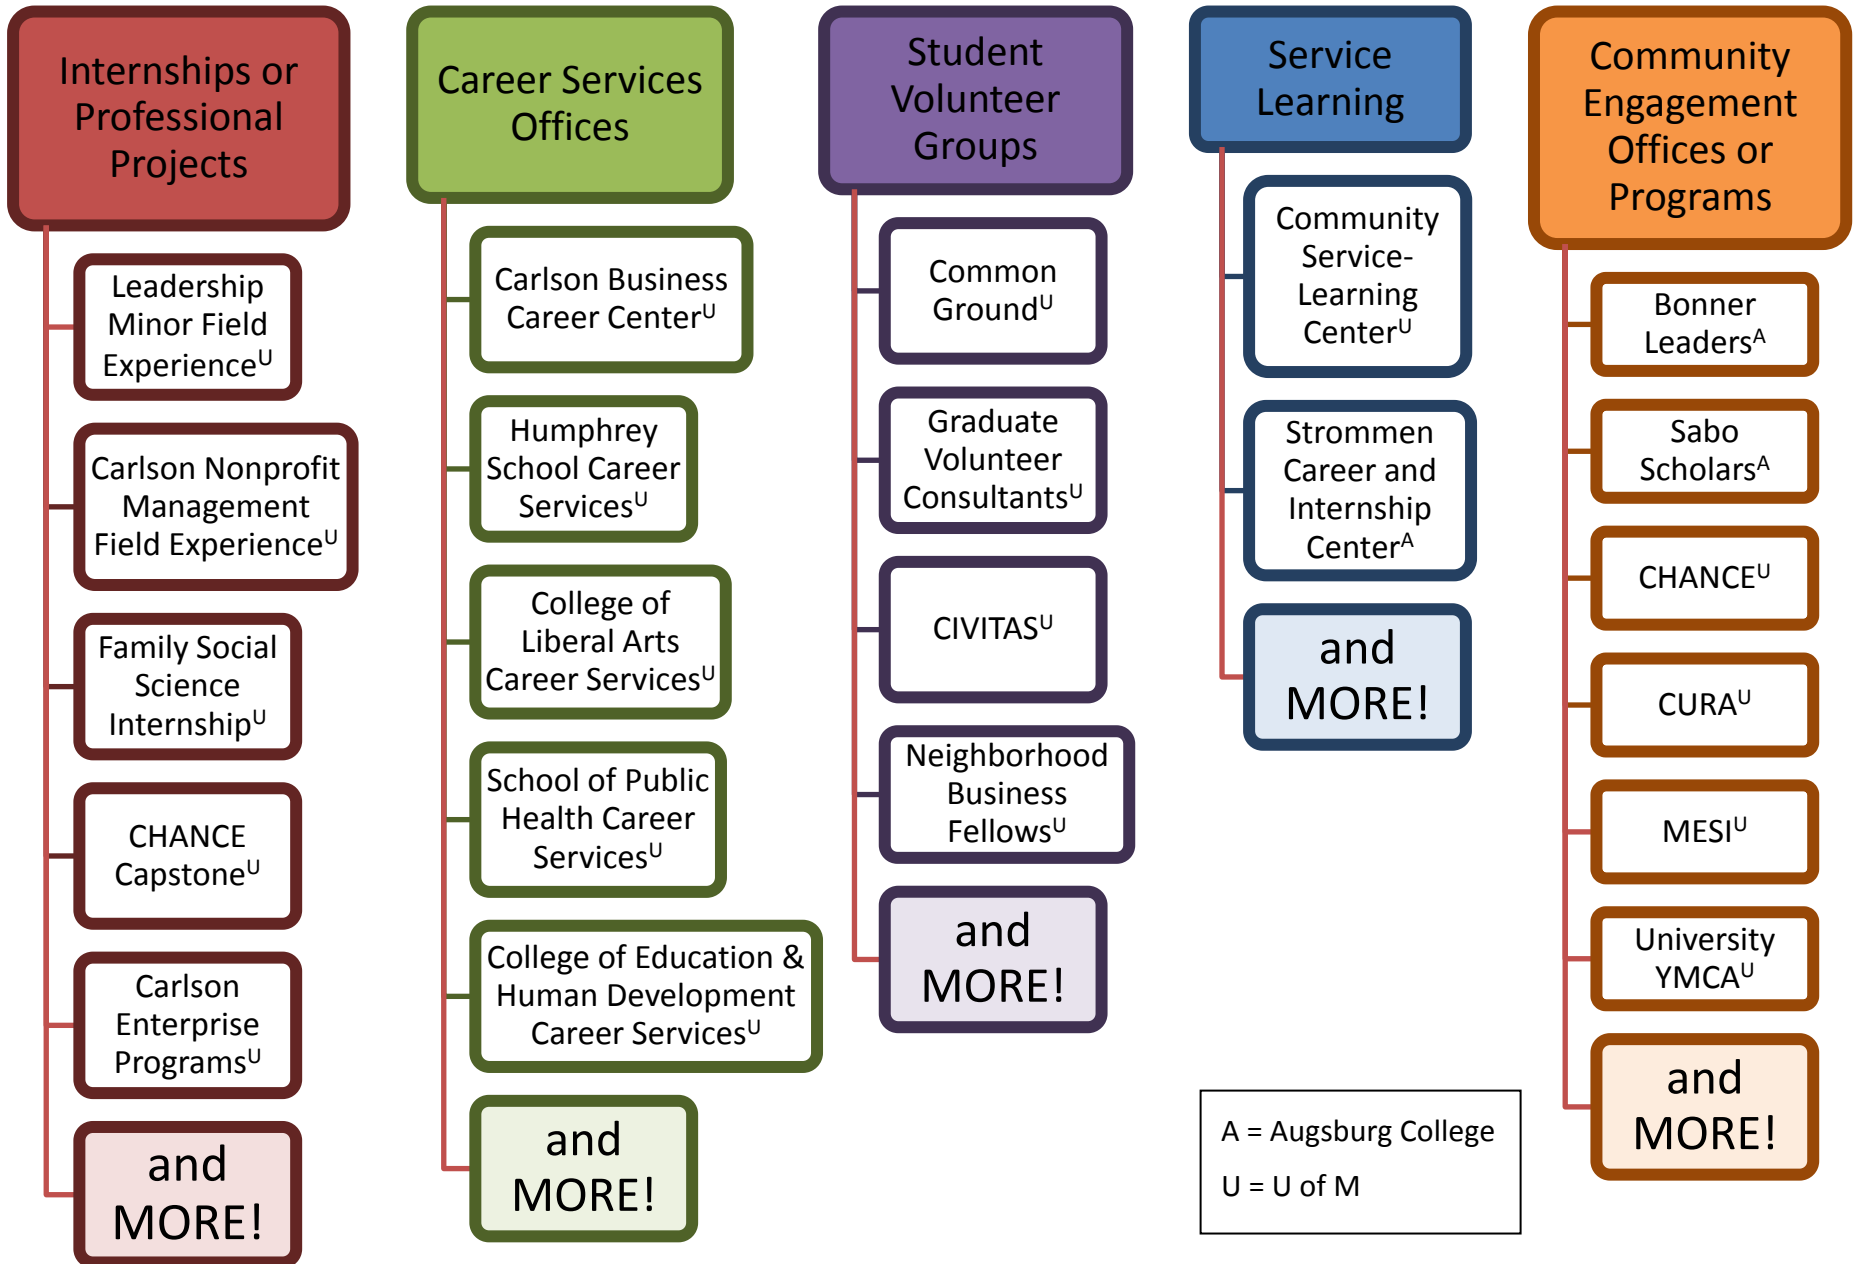 Internships or
Professional
Projects
Leadership
Minor Field
Experienceᵁ
Carlson Nonprofit
Management
Field Experienceᵁ
Family Social
Science
Internshipᵁ
CHANCE
Capstoneᵁ
Carlson
Enterprise
Programsᵁ
and
MORE!
Career Services
Offices
Carlson Business
Career Centerᵁ
Humphrey
School Career
Servicesᵁ
College of
Liberal Arts
Career Servicesᵁ
School of Public
Health Career
Servicesᵁ
College of Education &
Human Development
Career Servicesᵁ
and
MORE!
Student
Volunteer
Groups
Common
Groundᵁ
Graduate
Volunteer
Consultantsᵁ
CIVITASᵁ
Neighborhood
Business
Fellowsᵁ
and
MORE!
Service
Learning
Community
Service-
Learning
Centerᵁ
Strommen
Career and
Internship
Centerᴬ
and
MORE!
Community
Engagement
Offices or
Programs
Bonner
Leadersᴬ
Sabo
Scholarsᴬ
CHANCEᵁ
CURAᵁ
MESIᵁ
University
YMCAᵁ
and
MORE!
A = Augsburg College
U = U of M